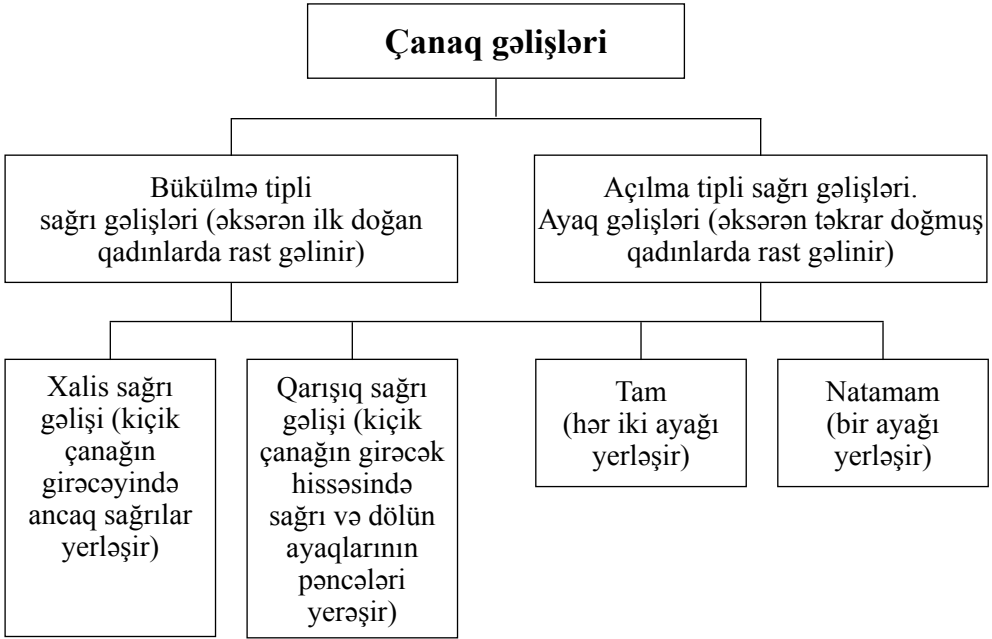 Çanaq gəlişləri
Bükülmə tipli
sağrı gəlişləri (əksərən ilk doğan
qadınlarda rast gəlinir)
Açılma tipli sağrı gəlişləri.
Ayaq gəlişləri (əksərən təkrar doğmuş
qadınlarda rast gəlinir)
Xalis sağrı
gəlişi (kiçik
çanağın
girəcəyində
ancaq sağrılar
yerləşir)
Qarışıq sağrı
gəlişi (kiçik
çanağın girəcək
hissəsində
sağrı və dölün
ayaqlarının
pəncələri
yerəşir)
Tam
(hər iki ayağı
yerləşir)
Natamam
(bir ayağı
yerləşir)